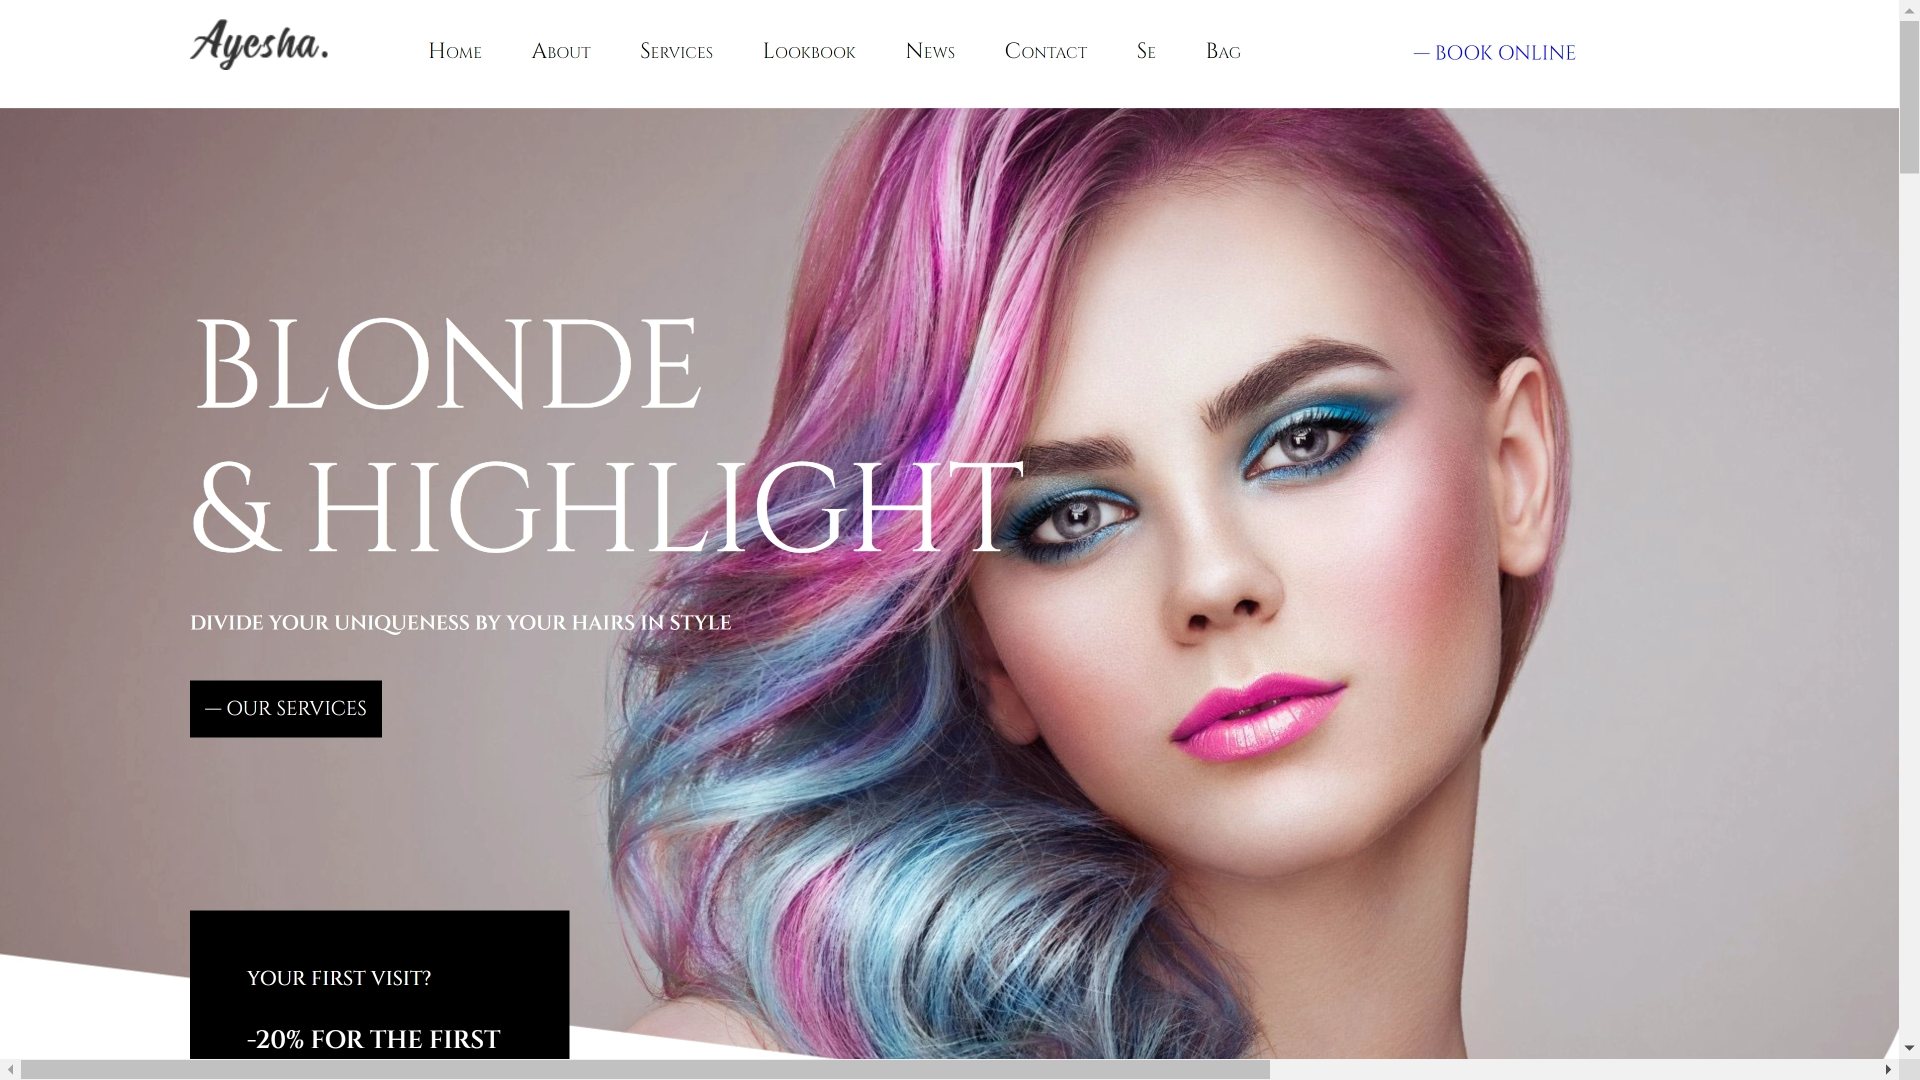 Ayesha.
Home About Services Lookbook News Contact Se Bag
— BOOK ONLINE
BLONDE
& HIGHLIGHT
DIVIDE YOUR UNIQUENESS BY YOUR HAIRS IN STYLE
— OUR SERVICES
YOUR FIRST VISIT?
-20% FOR THE FIRST